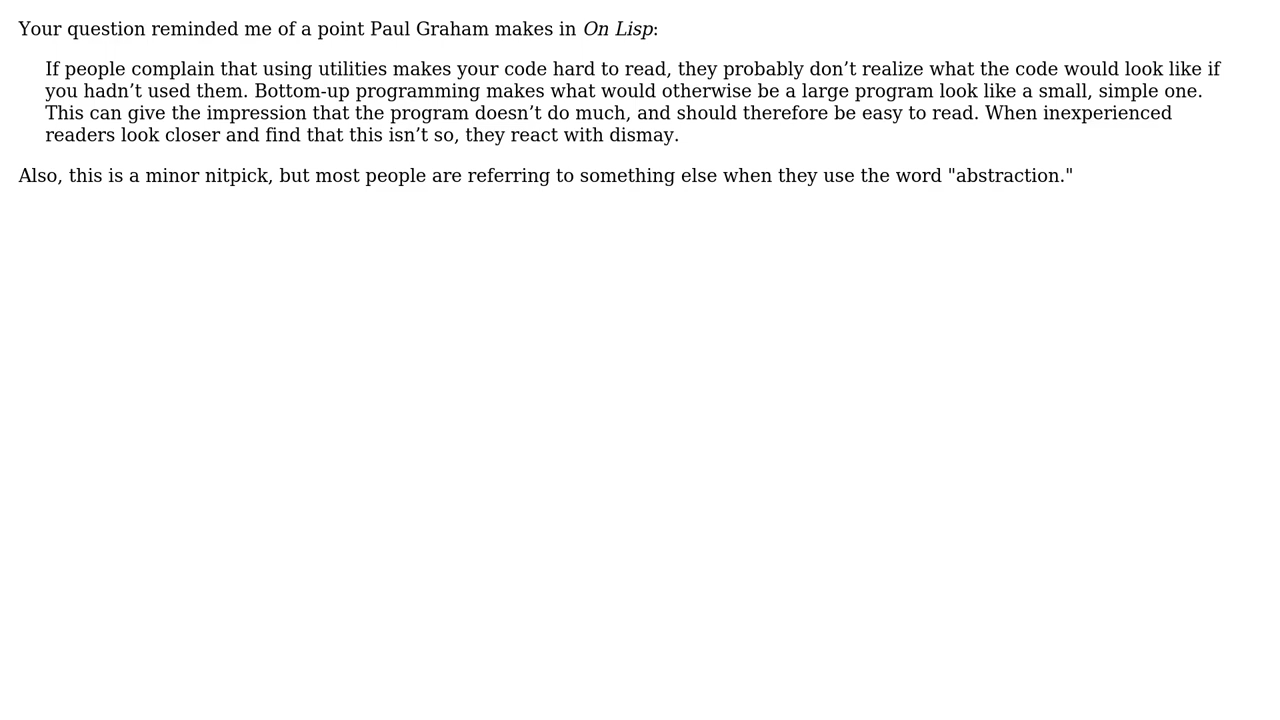 Your question reminded me of a point Paul Graham makes in On Lisp:
If people complain that using utilities makes your code hard to read, they probably don’t realize what the code would look like if
you hadn’t used them. Bottom-up programming makes what would otherwise be a large program look like a small, simple one.
This can give the impression that the program doesn’t do much, and should therefore be easy to read. When inexperienced
readers look closer and find that this isn’t so, they react with dismay.
Also, this is a minor nitpick, but most people are referring to something else when they use the word "abstraction."